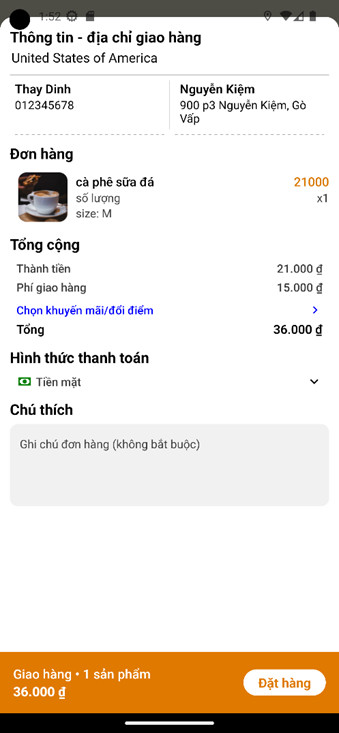 1:52
Thông tin - địa chỉ giao hàng
United States of America
Thay Dinh
012345678
Nguyễn Kiệm
900 p3 Nguyễn Kiệm, Gò
Vấp
Đơn hàng
cà phê sữa đá 21000
số lượng x1
size: M
Tổng cộng
Thành tiền 21.000 ₫
Phí giao hàng 15.000 ₫
Chọn khuyến mãi/đổi điểm
Tổng 36.000 ₫
Hình thức thanh toán
Tiền mặt
Chú thích
Ghi chú đơn hàng (không bắt buộc)
Giao hàng • 1 sản phẩm
36.000 ₫
Đặt hàng